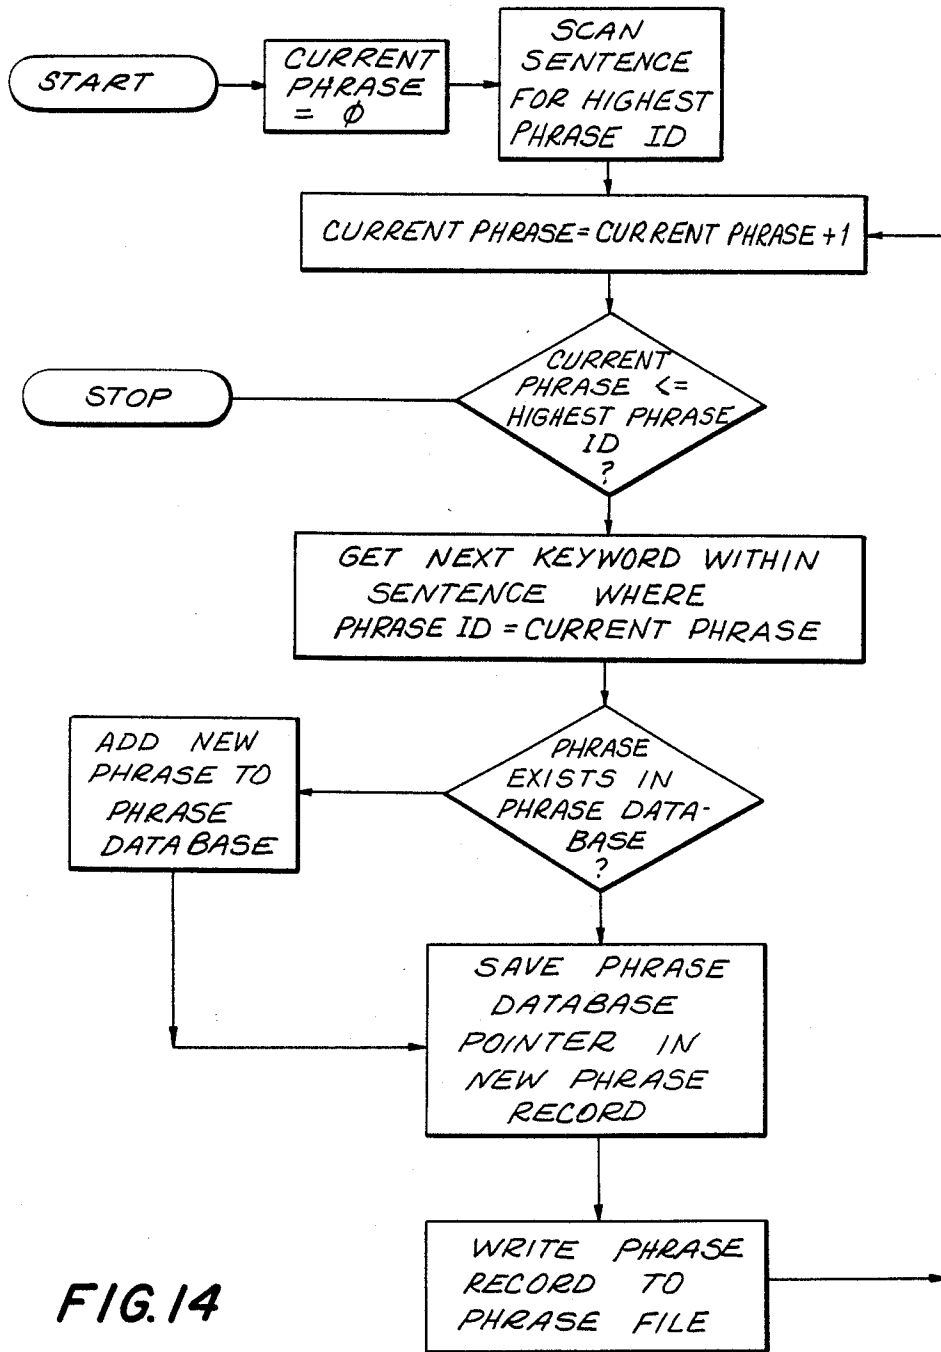 START
CURRENT
PHRASE
= φ
SCAN
SENTENCE
FOR HIGHEST
PHRASE ID
CURRENT PHRASE = CURRENT PHRASE +1
CURRENT
PHRASE <=
HIGHEST PHRASE
ID
?
STOP
GET NEXT KEYWORD WITHIN
SENTENCE WHERE
PHRASE ID = CURRENT PHRASE
PHRASE
EXISTS IN
PHRASE DATA-
BASE
?
ADD NEW
PHRASE TO
PHRASE
DATABASE
SAVE PHRASE
DATABASE
POINTER IN
NEW PHRASE
RECORD
WRITE PHRASE
RECORD TO
PHRASE FILE
FIG.14